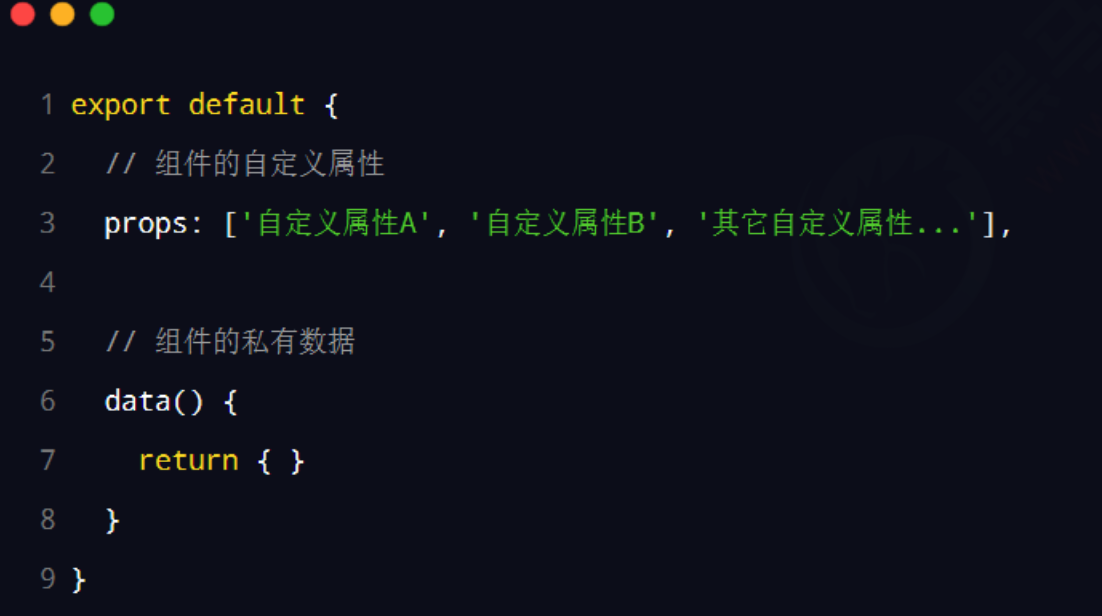 1 export default {
2 // 组件的自定义属性
3 props: ['自定义属性A', '自定义属性B', '其它自定义属性...'],
4
5 // 组件的私有数据
6 data() {
7 return { }
8 }
9 }